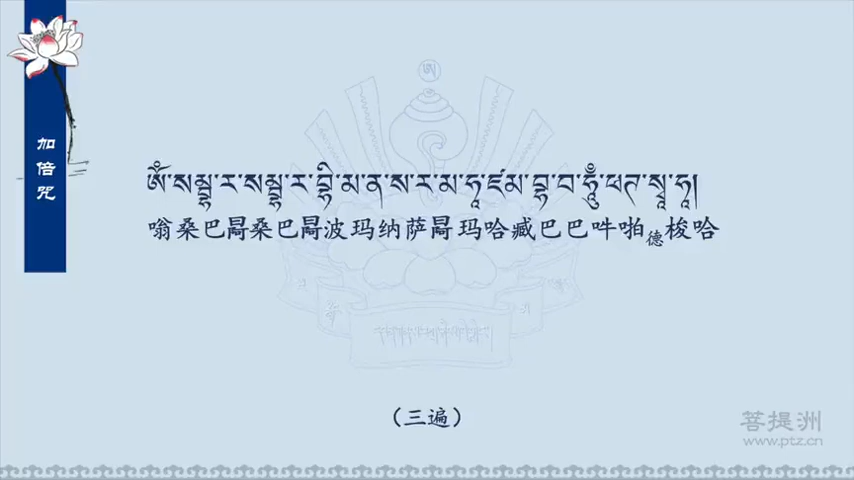 加倍咒
ༀ་སམྦྷ་ར་སམྦྷ་ར་བྷི་མ་ན་ས་ར་མ་ཧཱ་ཛམ་བྷ་བ་ཧཱུྃ་ཕཊ་སྭཱ་ཧཱ།
嗡桑巴局桑巴局波玛纳萨局玛哈臧巴巴吽啪德梭哈
（三遍）
菩提洲
www.ptz.cn